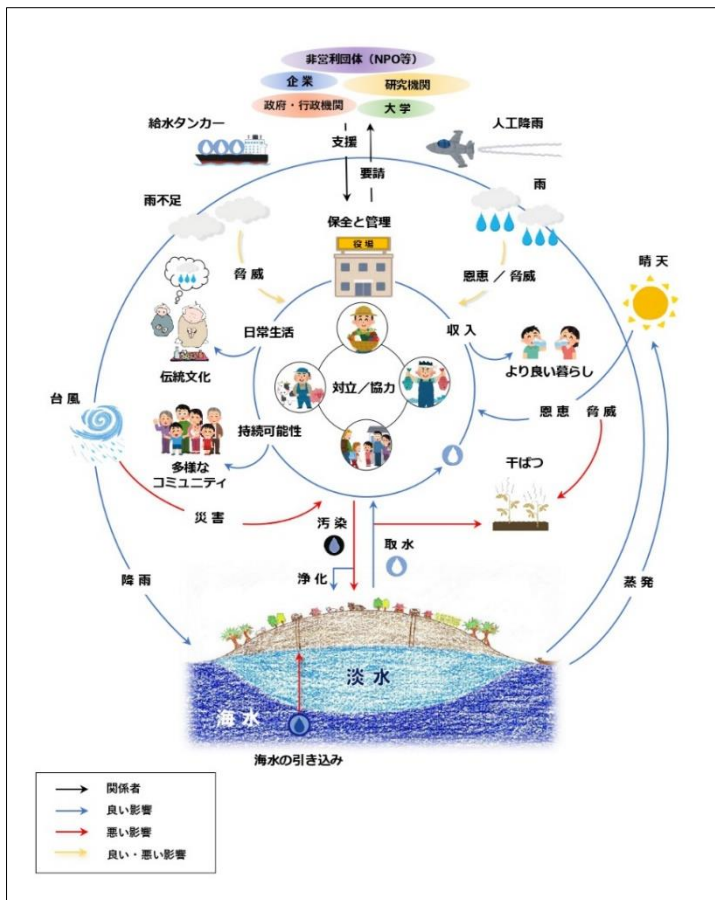 非営利団体（NPO等）
企業
研究機関
政府・行政機関
大学
給水タンカー
人工降雨
支援
要請
雨不足
雨
保全と管理
役場
晴天
脅威
恩恵／脅威
日常生活
収入
伝統文化
より良い暮らし
対立／協力
台風
恩恵 脅威
持続可能性
多様な
コミュニティ
干ばつ
災害
汚染
取水
浄化
降雨
蒸発
淡水
海水
海水の引き込み
関係者
良い影響
悪い影響
良い・悪い影響